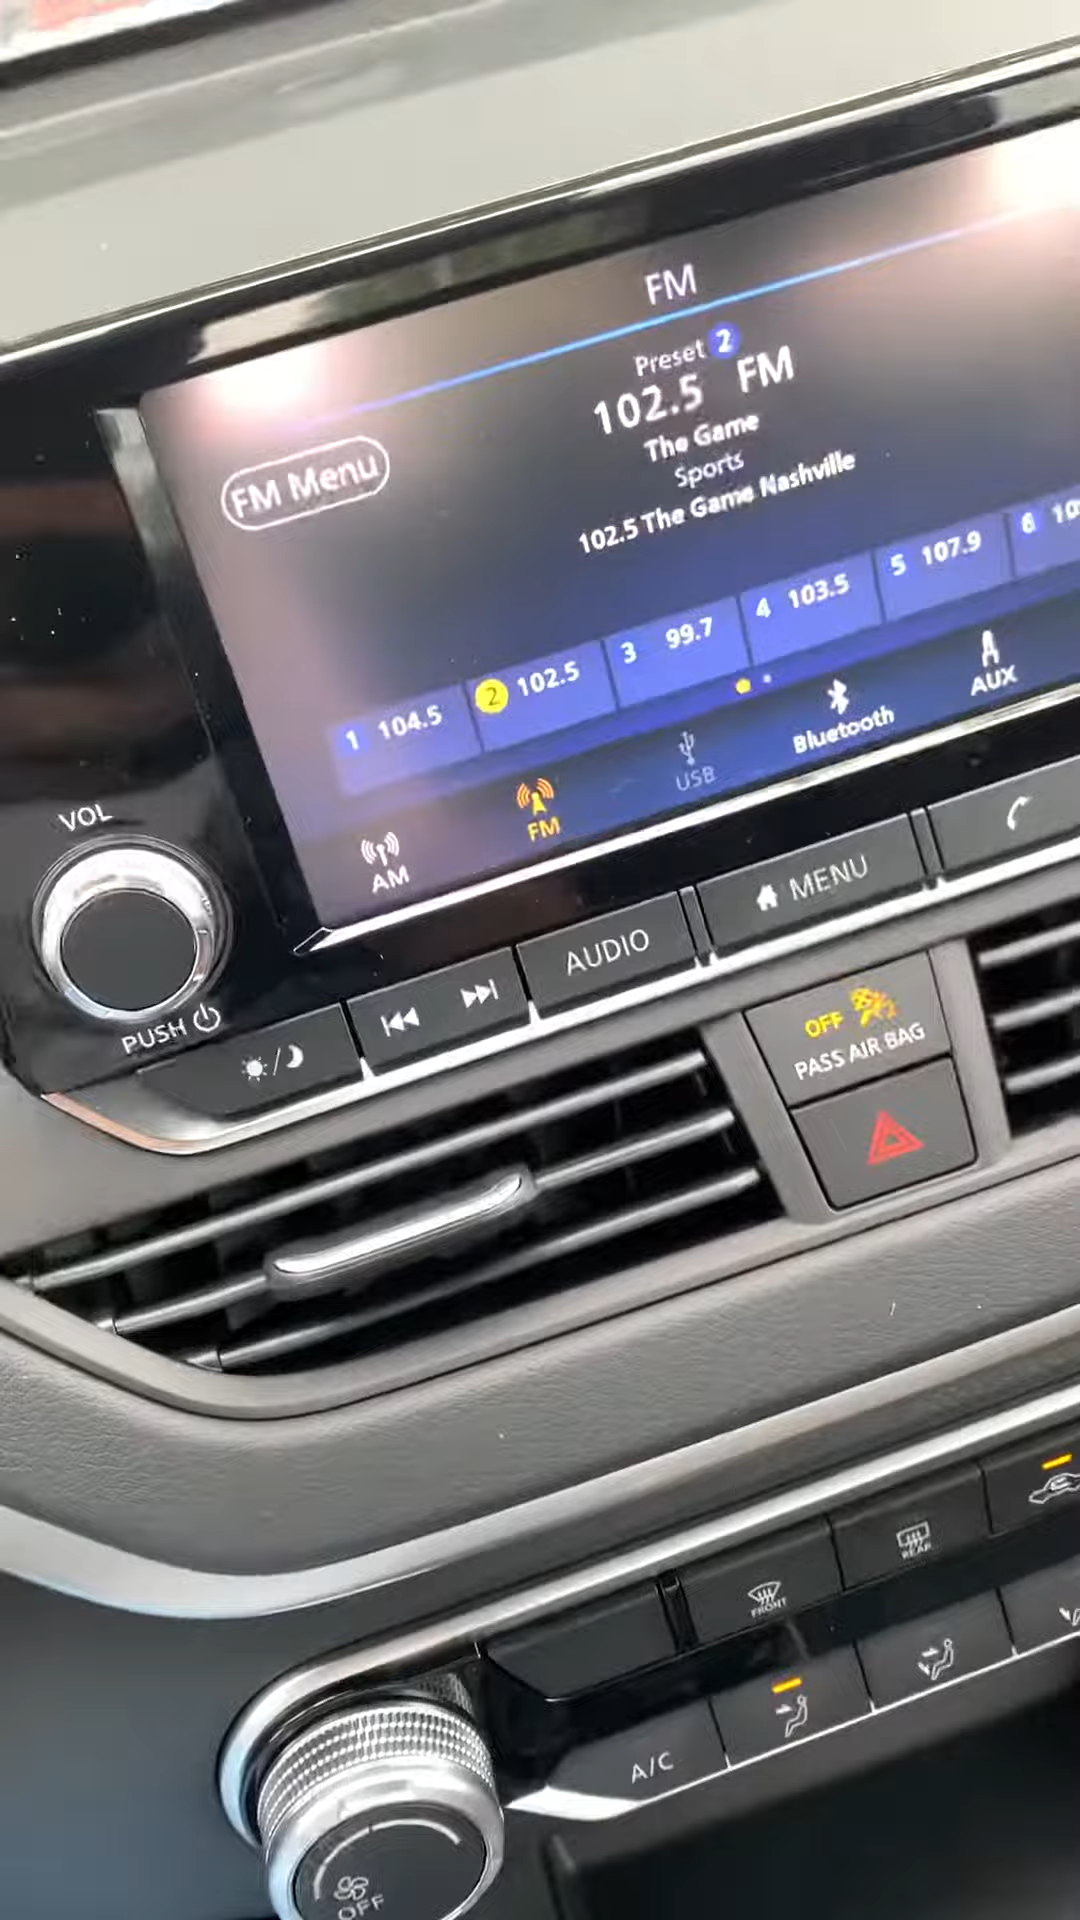 FM
Preset 2
102.5 FM
FM Menu
The Game
Sports
102.5 The Game Nashville
1 104.5
2 102.5
3 99.7
4 103.5
5 107.9
6
AM
FM
USB
Bluetooth
AUX
VOL
PUSH
AUDIO
MENU
OFF
PASS AIR BAG
FRONT
REAR
A/C
OFF